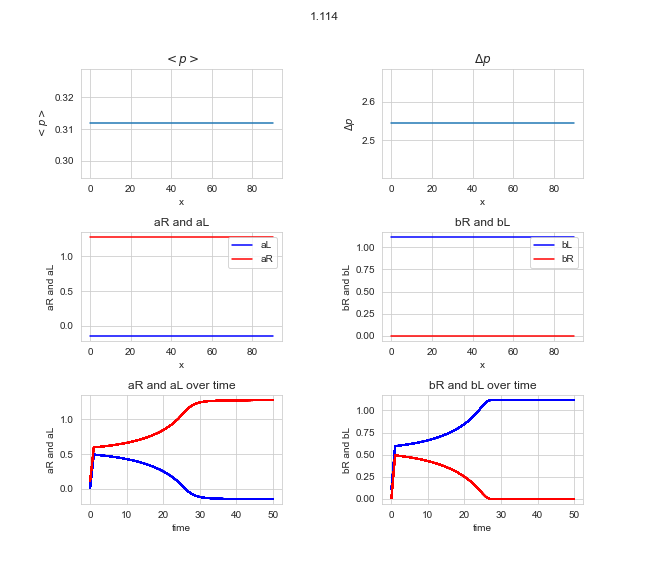 1.114
< p >
Δp
0.32
0.31
0.30
< p >
2.6
2.5
Δp
0 20 40 60 80
x
0 20 40 60 80
x
aR and aL
bR and bL
1.0
0.5
0.0
aR and aL
aL
aR
1.00
0.75
0.50
0.25
0.00
bR and bL
bL
bR
0 20 40 60 80
x
0 20 40 60 80
x
aR and aL over time
bR and bL over time
1.0
0.5
0.0
aR and aL
1.00
0.75
0.50
0.25
0.00
bR and bL
0 10 20 30 40 50
time
0 10 20 30 40 50
time